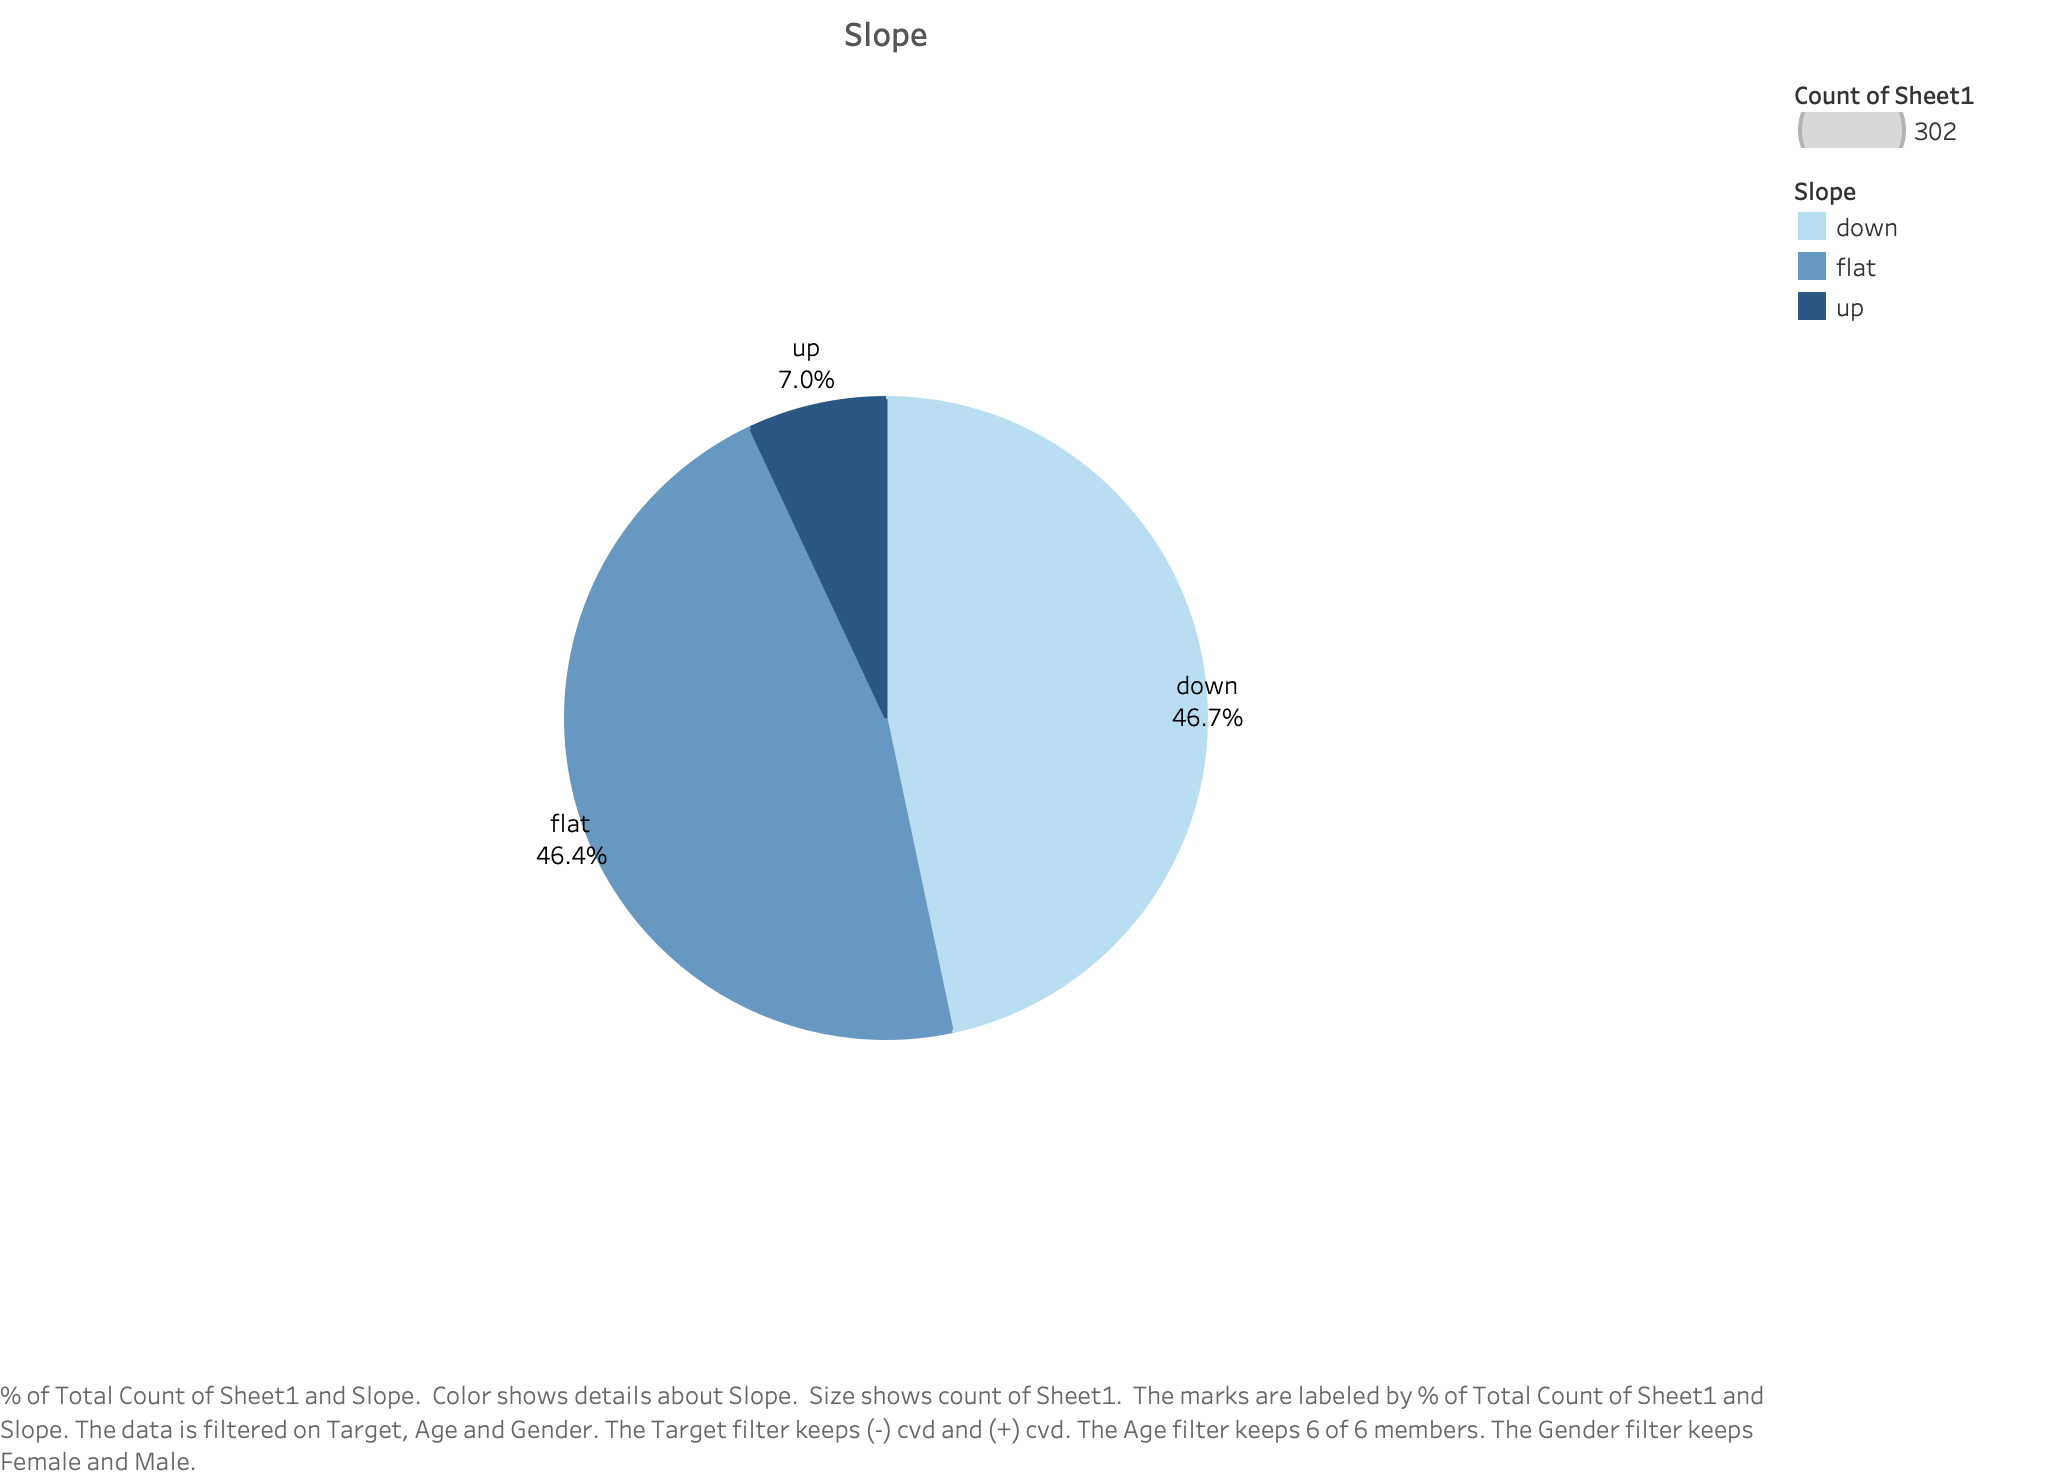 Slope
Count of Sheet1
302
Slope
down
flat
up
up
7.0%
down
46.7%
flat
46.4%
% of Total Count of Sheet1 and Slope.  Color shows details about Slope.  Size shows count of Sheet1.  The marks are labeled by % of Total Count of Sheet1 and
Slope. The data is filtered on Target, Age and Gender. The Target filter keeps (-) cvd and (+) cvd. The Age filter keeps 6 of 6 members. The Gender filter keeps
Female and Male.